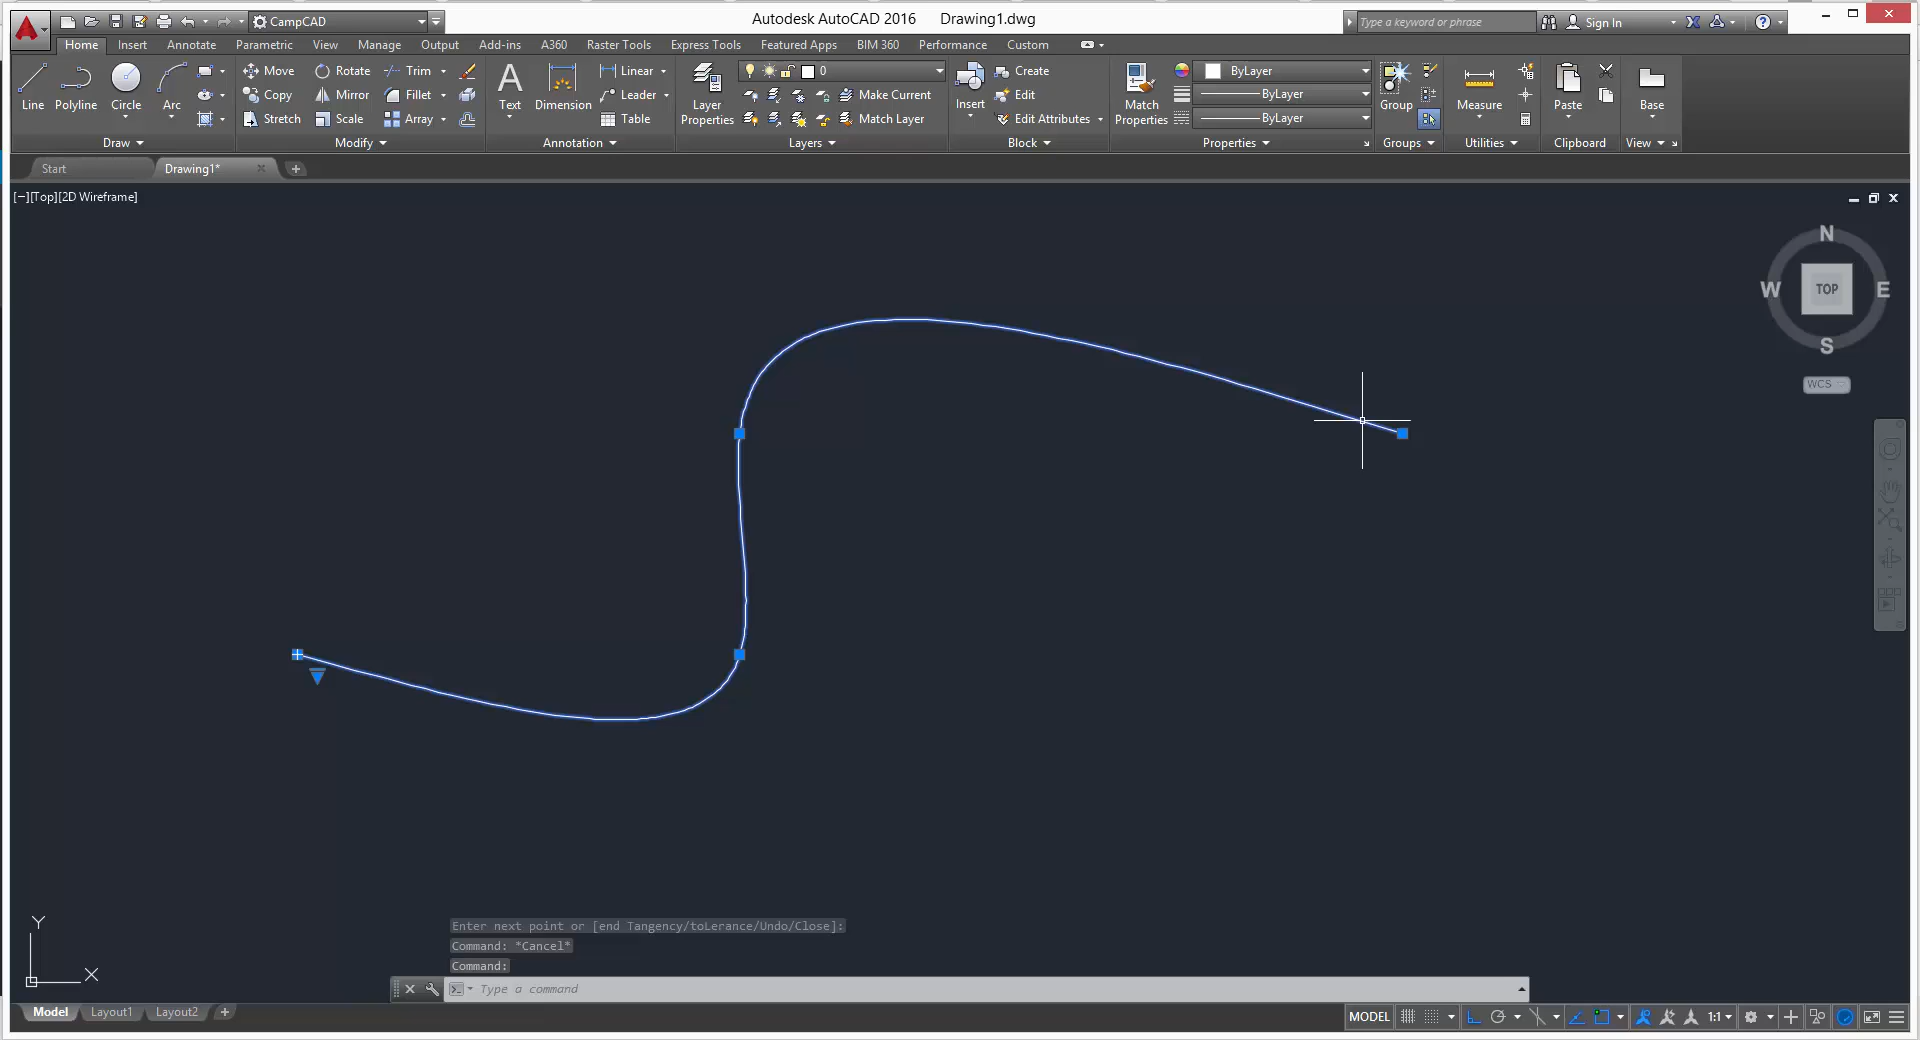 CampCAD
Autodesk AutoCAD 2016 Drawing1.dwg
Type a keyword or phrase
Sign In
Home Insert Annotate Parametric View Manage Output Add-ins A360 Raster Tools Express Tools Featured Apps BIM 360 Performance Custom
Line Polyline Circle Arc
Draw
Move Rotate Trim
Copy Mirror Fillet
Stretch Scale Array
Modify
Text Dimension
Linear
Leader
Table
Annotation
Layer
Properties
0
Make Current
Match Layer
Layers
Insert
Create
Edit
Edit Attributes
Block
Match
Properties
ByLayer
ByLayer
ByLayer
Properties
Group
Groups
Measure
Utilities
Paste
Clipboard
Base
View
Start Drawing1*
[−][Top][2D Wireframe]
N
W TOP E
S
WCS
Y
X
Enter next point or [end Tangency/toLerance/Undo/Close]:
Command: *Cancel*
Command:
Type a command
Model Layout1 Layout2
MODEL 1:1